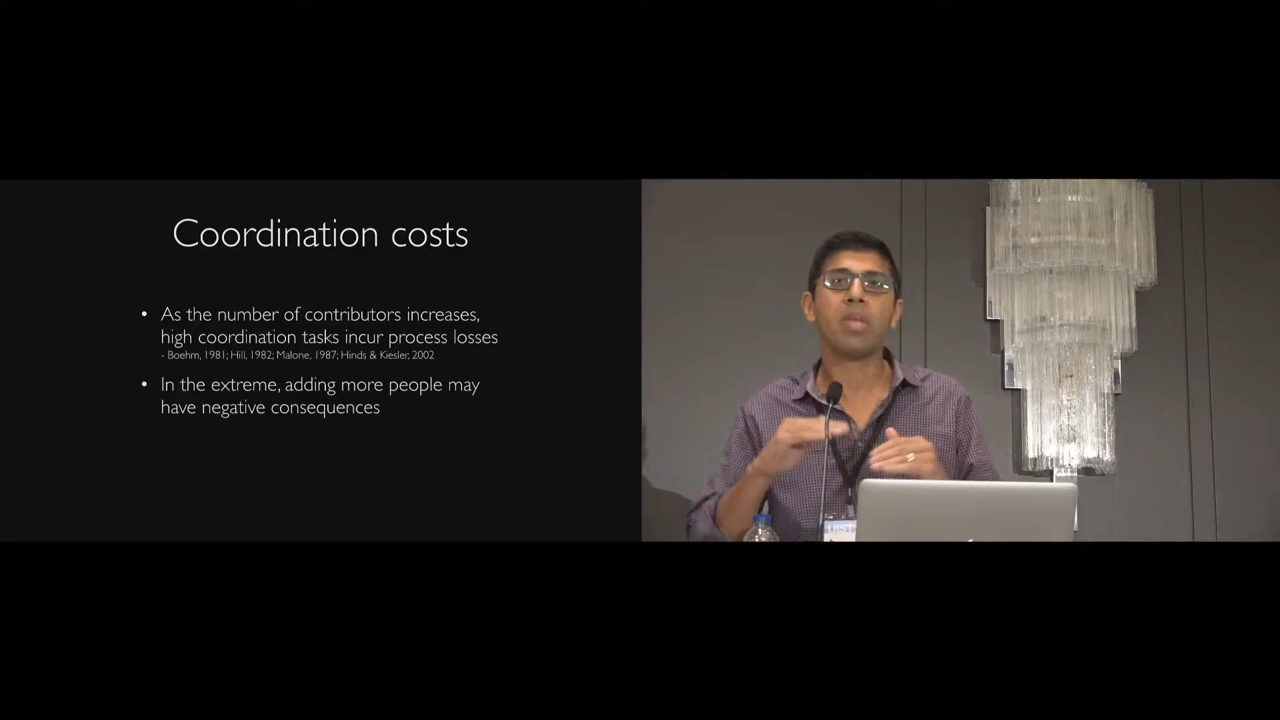 Coordination costs
• As the number of contributors increases,
high coordination tasks incur process losses
- Boehm, 1981; Hill, 1982; Malone, 1987; Hinds & Kiesler, 2002
• In the extreme, adding more people may
have negative consequences
UIST